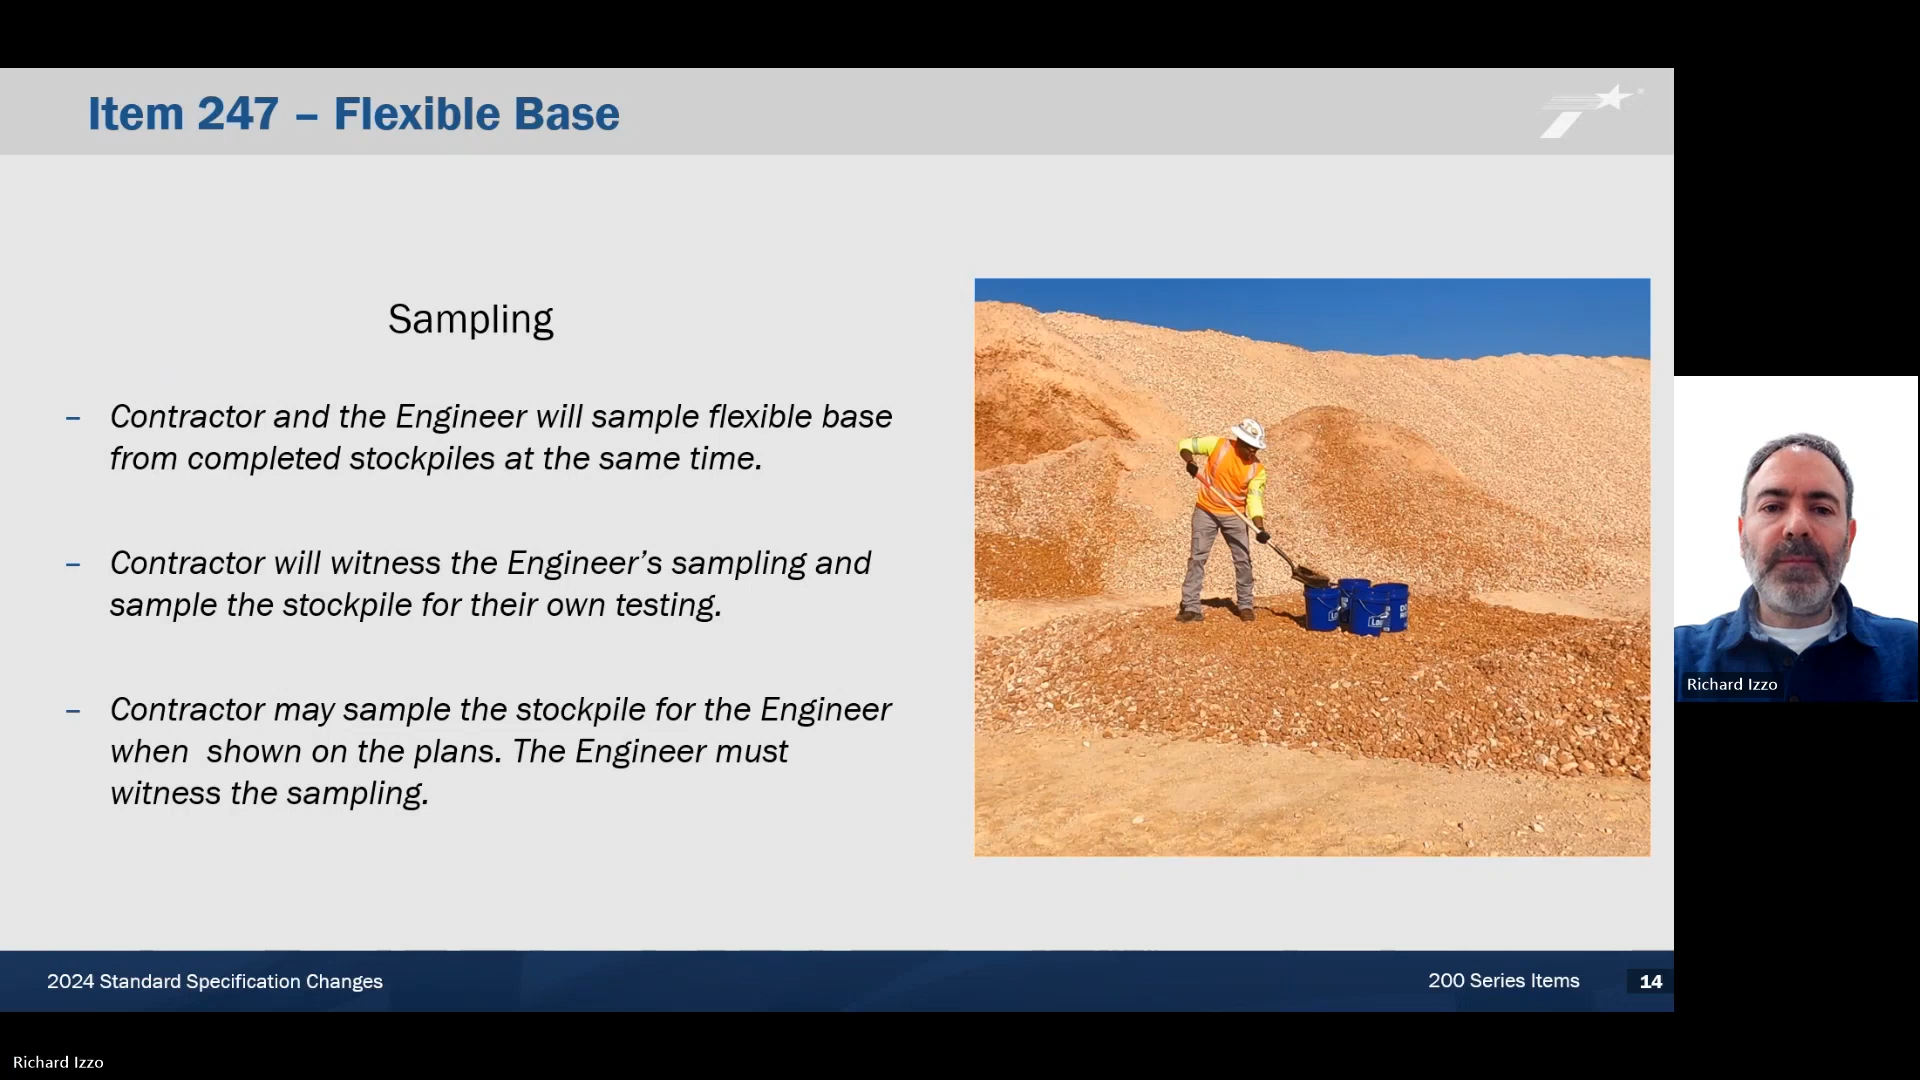 Item 247 – Flexible Base
Sampling
– Contractor and the Engineer will sample flexible base
from completed stockpiles at the same time.
– Contractor will witness the Engineer’s sampling and
sample the stockpile for their own testing.
– Contractor may sample the stockpile for the Engineer
when  shown on the plans. The Engineer must
witness the sampling.
Richard Izzo
2024 Standard Specification Changes
200 Series Items
14
Richard Izzo